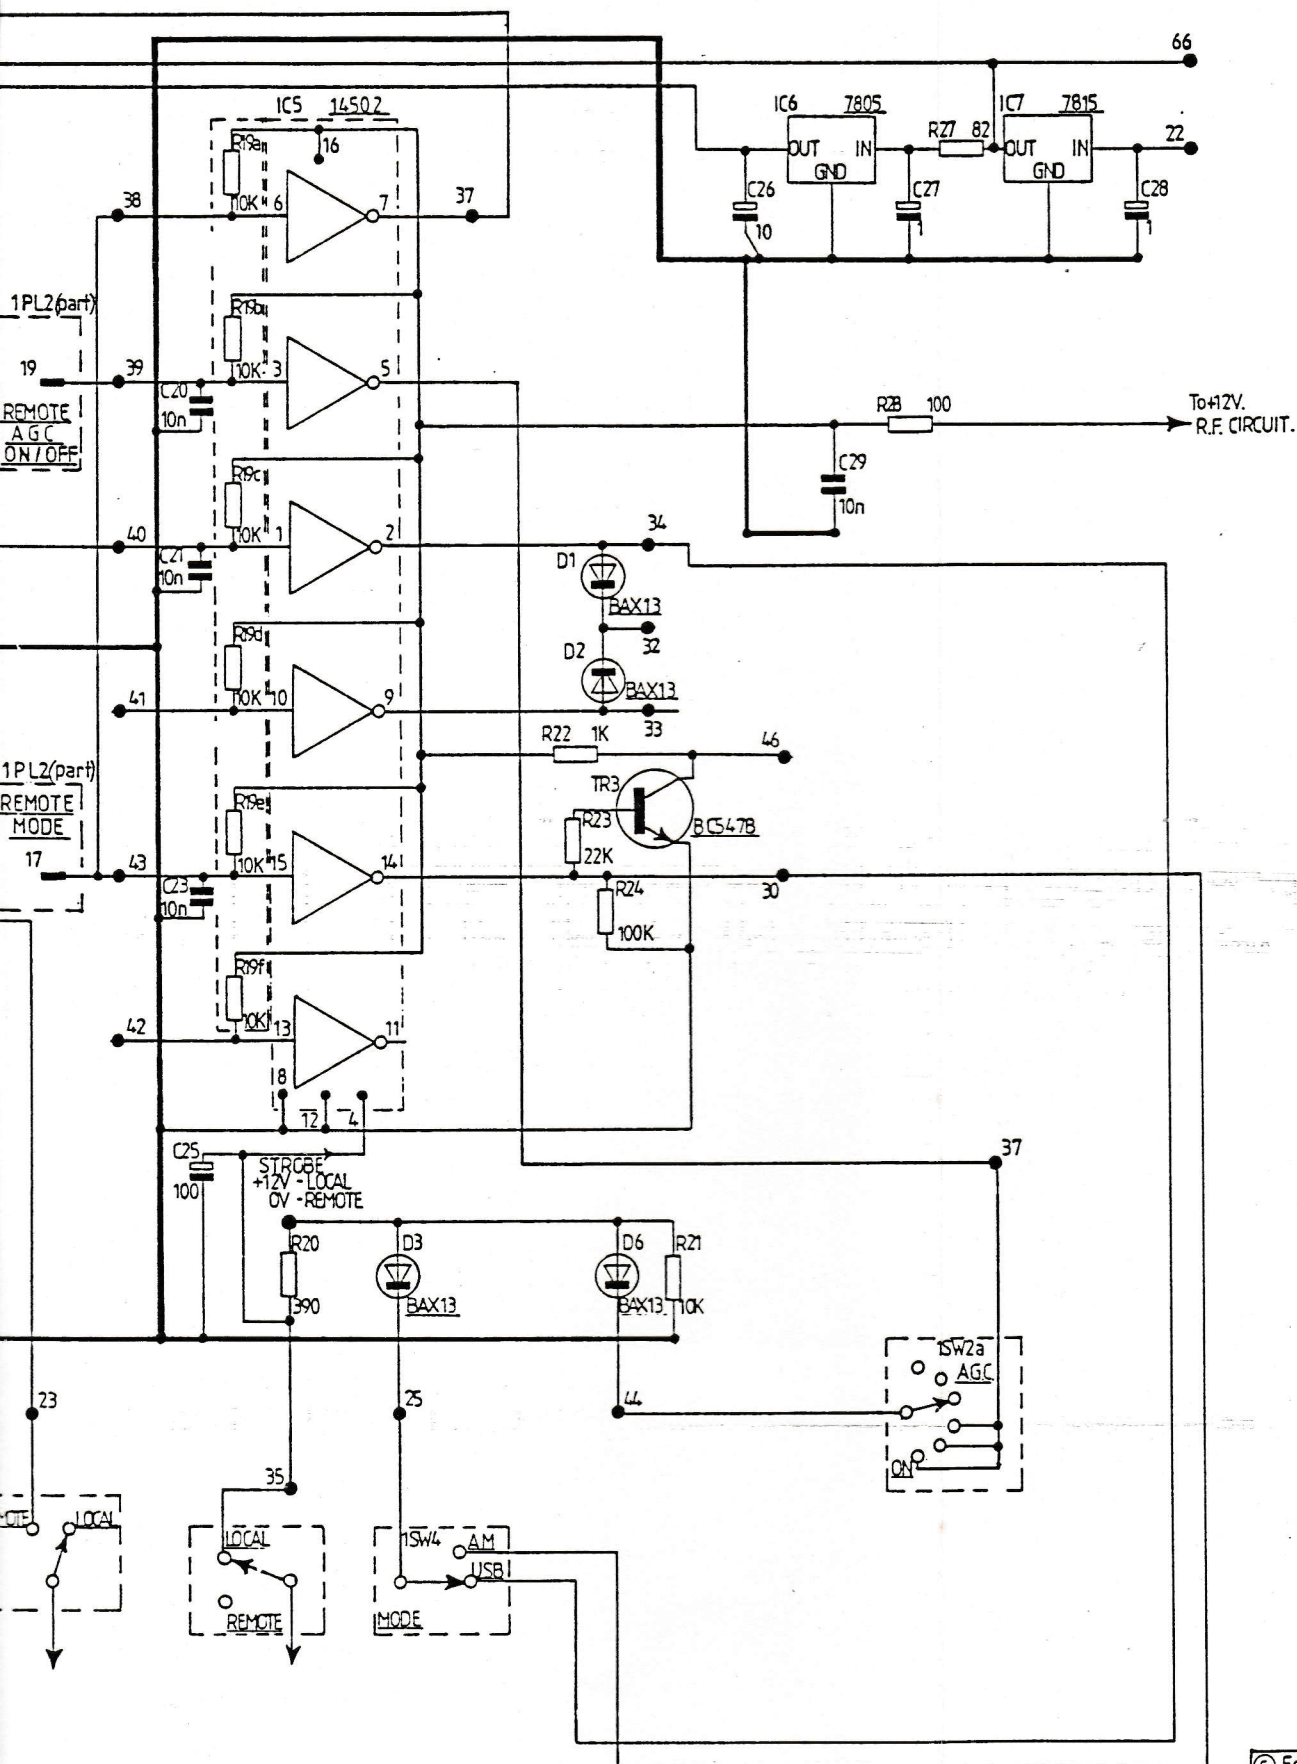 66
IC5 14502
IC6 7805
IC7 7815
R27 82
22
R19a
16
OUT IN
GND
OUT IN
GND
38
10K
6
7
37
C26
10
C27
1
C28
1
1PL2(part)
R19b
19
39
10K
3
5
C20
10n
REMOTE
AGC
ON/OFF
R28 100
To+12V.
R.F. CIRCUIT.
C29
10n
R19c
40
10K
1
2
34
C21
10n
D1
BAX13
32
R19d
D2
BAX13
41
10K
10
9
33
R22 1K
46
1PL2(part)
REMOTE
MODE
TR3
BC547B
R19e
R23
22K
17
43
10K
15
14
30
C23
10n
R24
100K
R19f
42
10K
13
11
8
12
4
C25
100
STROBE
+12V - LOCAL
0V - REMOTE
37
R20
390
D3
BAX13
D6
BAX13
R21
10K
1SW2a
A.G.C.
23
25
44
ON
35
LOCAL
LOCAL
REMOTE
1SW4
AM
USB
MODE